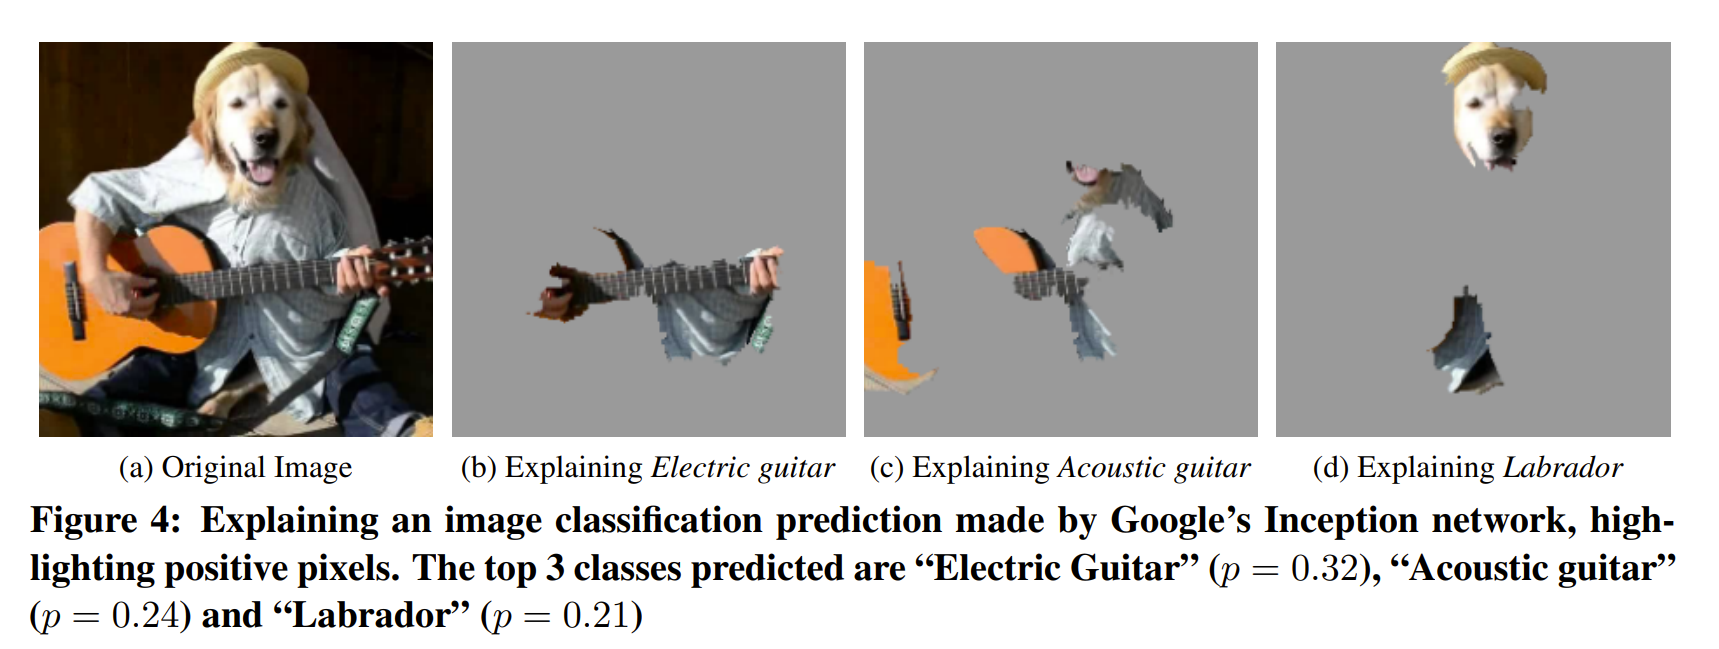 (a) Original Image
(b) Explaining Electric guitar
(c) Explaining Acoustic guitar
(d) Explaining Labrador
Figure 4: Explaining an image classification prediction made by Google’s Inception network, high-
lighting positive pixels. The top 3 classes predicted are “Electric Guitar” (p = 0.32), “Acoustic guitar”
(p = 0.24) and “Labrador” (p = 0.21)